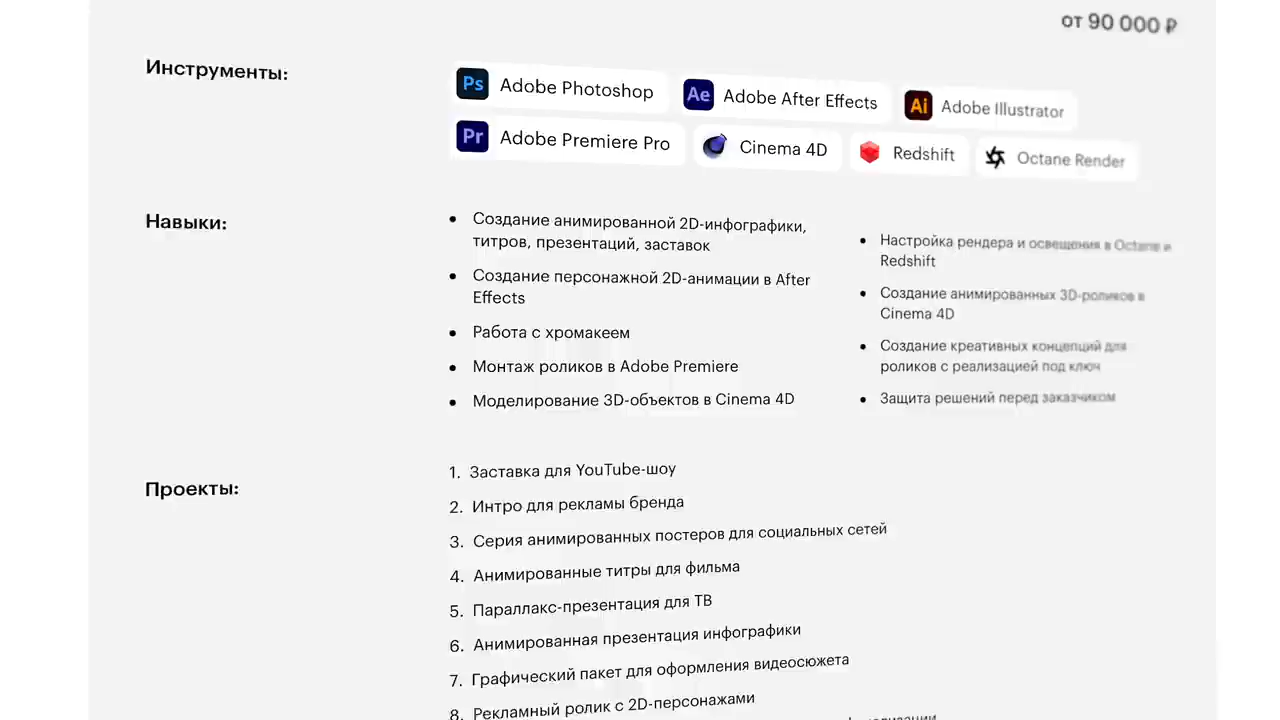 от 90 000 ₽
Инструменты:
Ps Adobe Photoshop
Ae Adobe After Effects
Ai Adobe Illustrator
Pr Adobe Premiere Pro
Cinema 4D
Redshift
Octane Render
Навыки:
• Создание анимированной 2D-инфографики,
титров, презентаций, заставок
• Создание персонажной 2D-анимации в After
Effects
• Работа с хромакеем
• Монтаж роликов в Adobe Premiere
• Моделирование 3D-объектов в Cinema 4D
• Настройка рендера и освещения в Octane и
Redshift
• Создание анимированных 3D-роликов в
Cinema 4D
• Создание креативных концепций для
роликов с реализацией под ключ
• Защита решений перед заказчиком
Проекты:
1. Заставка для YouTube-шоу
2. Интро для рекламы бренда
3. Серия анимированных постеров для социальных сетей
4. Анимированные титры для фильма
5. Параллакс-презентация для ТВ
6. Анимированная презентация инфографики
7. Графический пакет для оформления видеосюжета
8. Рекламный ролик с 2D-персонажами